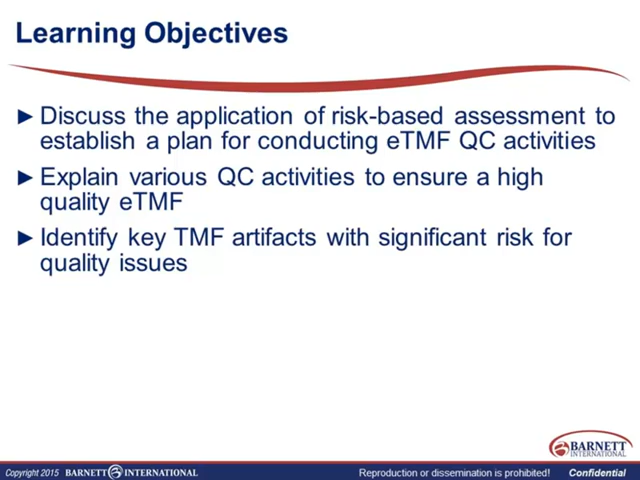 Learning Objectives
► Discuss the application of risk-based assessment to
establish a plan for conducting eTMF QC activities
► Explain various QC activities to ensure a high
quality eTMF
► Identify key TMF artifacts with significant risk for
quality issues
BARNETT
INTERNATIONAL
Copyright 2015 BARNETT INTERNATIONAL
Reproduction or dissemination is prohibited! Confidential